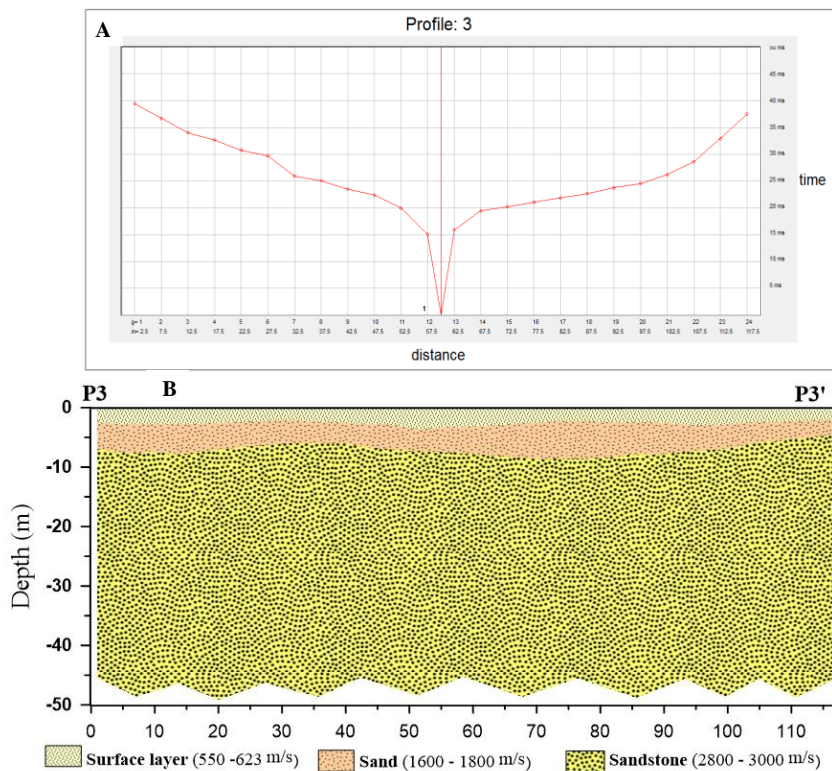 A
Profile: 3
50 ms
45 ms
40 ms
35 ms
30 ms
25 ms
20 ms
15 ms
10 ms
5 ms
time
1
g= 1 2 3 4 5 6 7 8 9 10 11 12 13 14 15 16 17 18 19 20 21 22 23 24
m= 2.5 7.5 12.5 17.5 22.5 27.5 32.5 37.5 42.5 47.5 52.5 57.5 62.5 67.5 72.5 77.5 82.5 87.5 92.5 97.5 102.5 107.5 112.5 117.5
distance
P3 B P3'
0
-10
-20
-30
-40
-50
Depth (m)
0 10 20 30 40 50 60 70 80 90 100 110
Surface layer (550 -623 m/s) Sand (1600 - 1800 m/s) Sandstone (2800 - 3000 m/s)